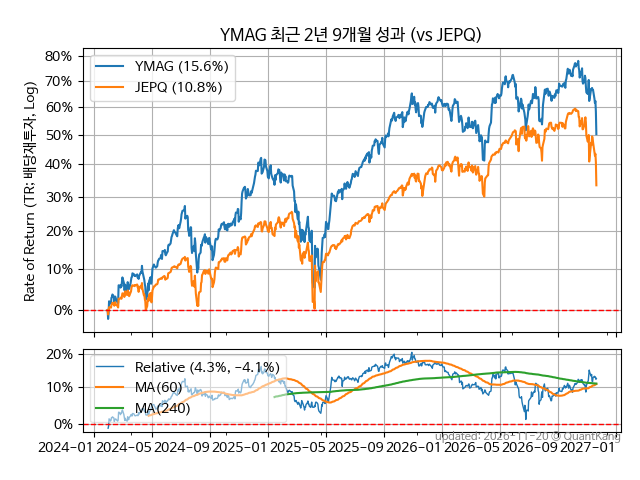 YMAG 최근 2년 9개월 성과 (vs JEPQ)
Rate of Return (TR: 배당재투자, Log)
80%
70%
60%
50%
40%
30%
20%
10%
0%
YMAG (15.6%)
JEPQ (10.8%)
20%
10%
0%
Relative (4.3%, −4.1%)
MA(60)
MA(240)
2024−01 2024−05 2024−09 2025−01 2025−05 2025−09 2026−01 2026−05 2026−09 2027−01
updated: 2026-11-20 © QuantKang